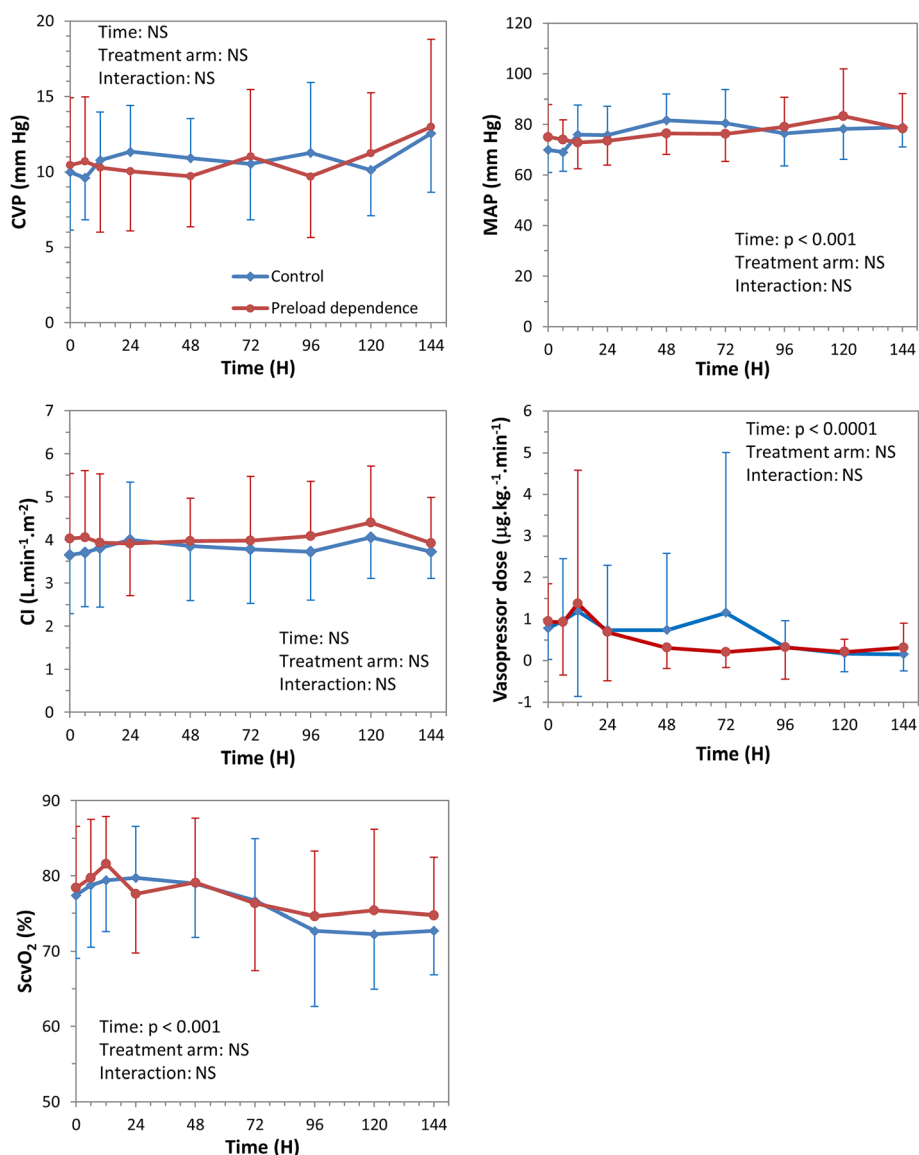 20
15
10
5
0
CVP (mm Hg)
Time: NS
Treatment arm: NS
Interaction: NS
Control
Preload dependence
0 24 48 72 96 120 144
Time (H)
120
100
80
60
40
20
0
MAP (mm Hg)
Time: p < 0.001
Treatment arm: NS
Interaction: NS
0 24 48 72 96 120 144
Time (H)
7
6
5
4
3
2
1
0
CI (L.min⁻¹.m⁻²)
Time: NS
Treatment arm: NS
Interaction: NS
0 24 48 72 96 120 144
Time (H)
6
5
4
3
2
1
0
-1
Vasopressor dose (µg.kg.⁻¹.min⁻¹)
Time: p < 0.0001
Treatment arm: NS
Interaction: NS
0 24 48 72 96 120 144
Time (H)
90
80
70
60
50
ScvO₂ (%)
Time: p < 0.001
Treatment arm: NS
Interaction: NS
0 24 48 72 96 120 144
Time (H)